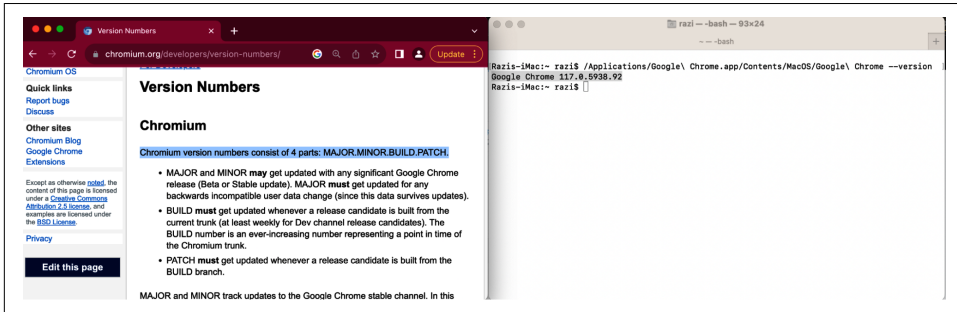 Version Numbers
chromium.org/developers/version-numbers/
Update
Chromium OS
Quick links
Report bugs
Discuss
Other sites
Chromium Blog
Google Chrome
Extensions
Except as otherwise noted, the
content of this page is licensed
under a Creative Commons
Attribution 2.5 license, and
examples are licensed under
the BSD License.
Privacy
Edit this page
Version Numbers
Chromium
Chromium version numbers consist of 4 parts: MAJOR.MINOR.BUILD.PATCH.
• MAJOR and MINOR may get updated with any significant Google Chrome
release (Beta or Stable update). MAJOR must get updated for any
backwards incompatible user data change (since this data survives updates).
• BUILD must get updated whenever a release candidate is built from the
current trunk (at least weekly for Dev channel release candidates). The
BUILD number is an ever-increasing number representing a point in time of
the Chromium trunk.
• PATCH must get updated whenever a release candidate is built from the
BUILD branch.
MAJOR and MINOR track updates to the Google Chrome stable channel. In this
razi — -bash — 93×24
~ — -bash
Razis-iMac:~ razi$ /Applications/Google\ Chrome.app/Contents/MacOS/Google\ Chrome --version
Google Chrome 117.0.5938.92
Razis-iMac:~ razi$